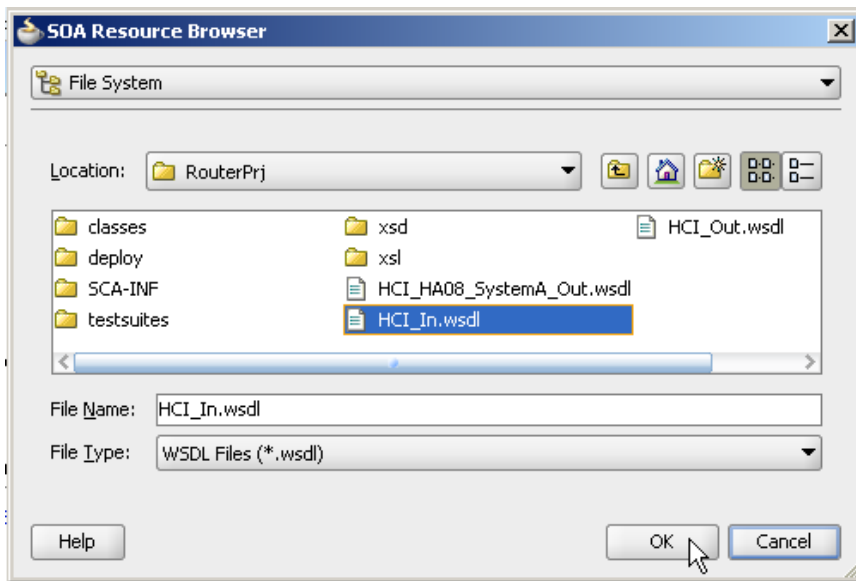 SOA Resource Browser
File System
Location: RouterPrj
classes xsd HCI_Out.wsdl
deploy xsl
SCA-INF HCI_HA08_SystemA_Out.wsdl
testsuites HCI_In.wsdl
File Name: HCI_In.wsdl
File Type: WSDL Files (*.wsdl)
Help OK Cancel